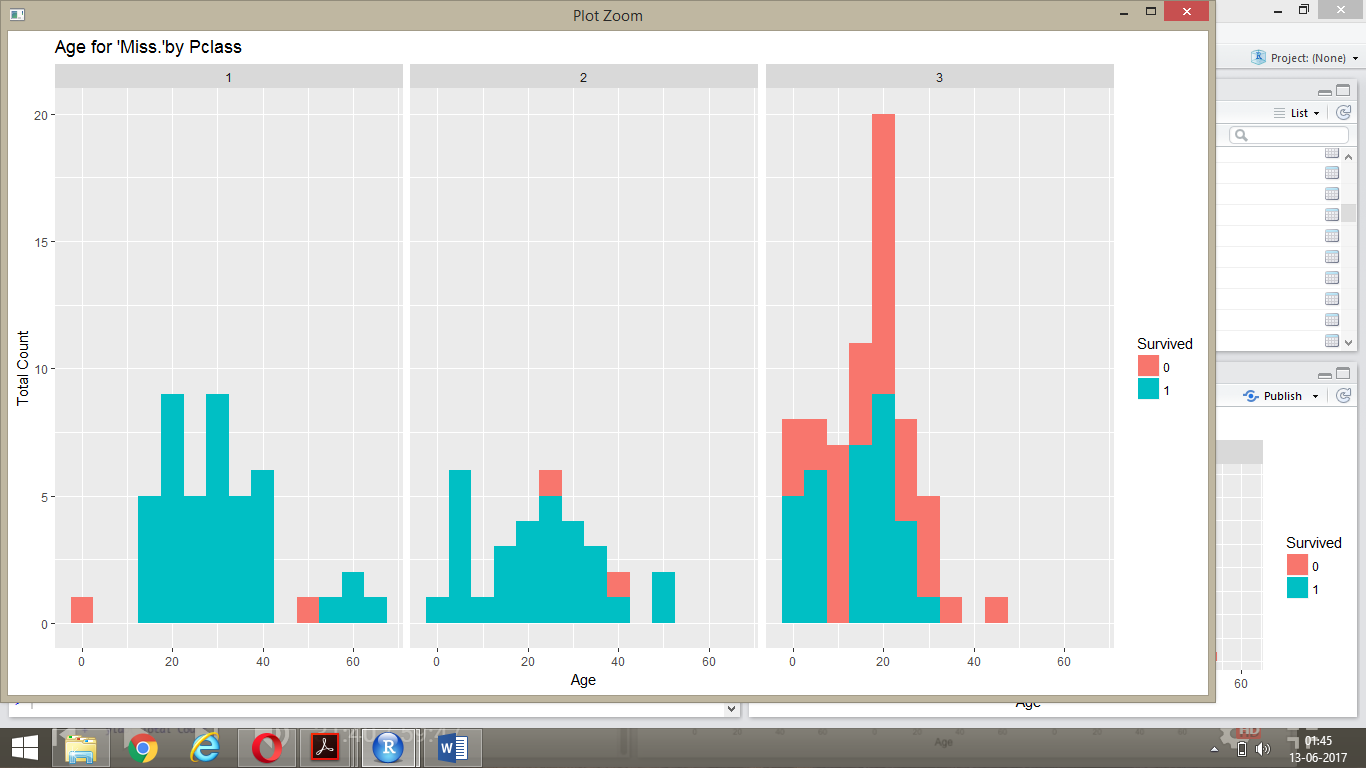 Plot Zoom
Age for 'Miss.'by Pclass
1
2
3
20
15
10
5
0
Total Count
0 20 40 60
0 20 40 60
0 20 40 60
Age
Survived
0
1
Project: (None)
List
Publish
Survived
0
1
60
Age
HD
01:45
13-06-2017